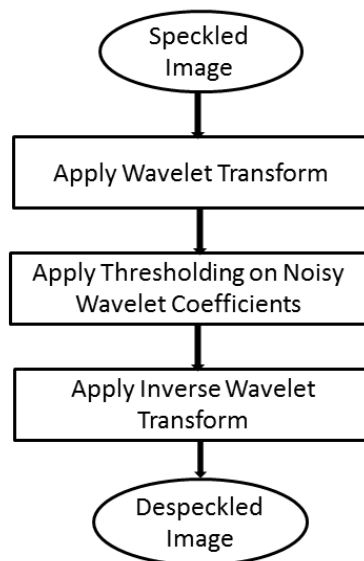 Speckled
Image
Apply Wavelet Transform
Apply Thresholding on Noisy
Wavelet Coefficients
Apply Inverse Wavelet
Transform
Despeckled
Image